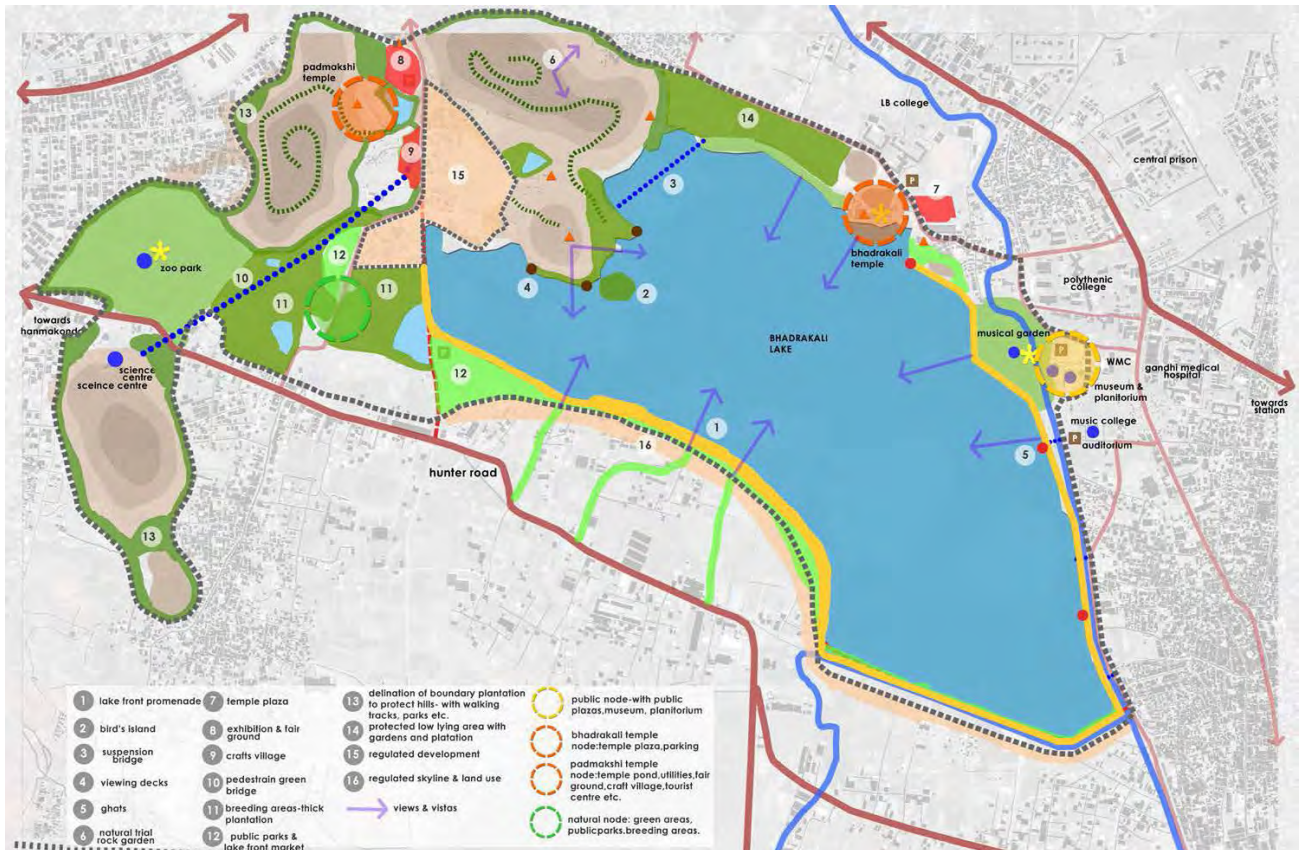 padmakshi
temple
8
6
13
9
14
15
3
LB college
central prison
P
7
bhadrakali
temple
zoo park
10
12
11
11
4
2
polythenic
college
towards
hanmakonda
science
centre
sceince centre
12
P
BHADRAKALI
LAKE
musical garden
P
WMC
gandhi medical
hospital
museum &
planitorium
towards
station
1
16
hunter road
5
P
music college
auditorium
13
1 lake front promenade
2 bird's island
3 suspension
bridge
4 viewing decks
5 ghats
6 natural trial
rock garden
7 temple plaza
8 exhibition & fair
ground
9 crafts village
10 pedestrain green
bridge
11 breeding areas-thick
plantation
12 public parks &
lake front market
13 delination of boundary plantation
to protect hills- with walking
tracks, parks etc.
14 protected low lying area with
gardens and platation
15 regulated development
16 regulated skyline & land use
views & vistas
public node-with public
plazas,museum, planitorium
bhadrakali temple
node:temple plaza,parking
padmakshi temple
node:temple pond,utilities,fair
ground,craft village,tourist
centre etc.
natural node: green areas,
publicparks.breeding areas.